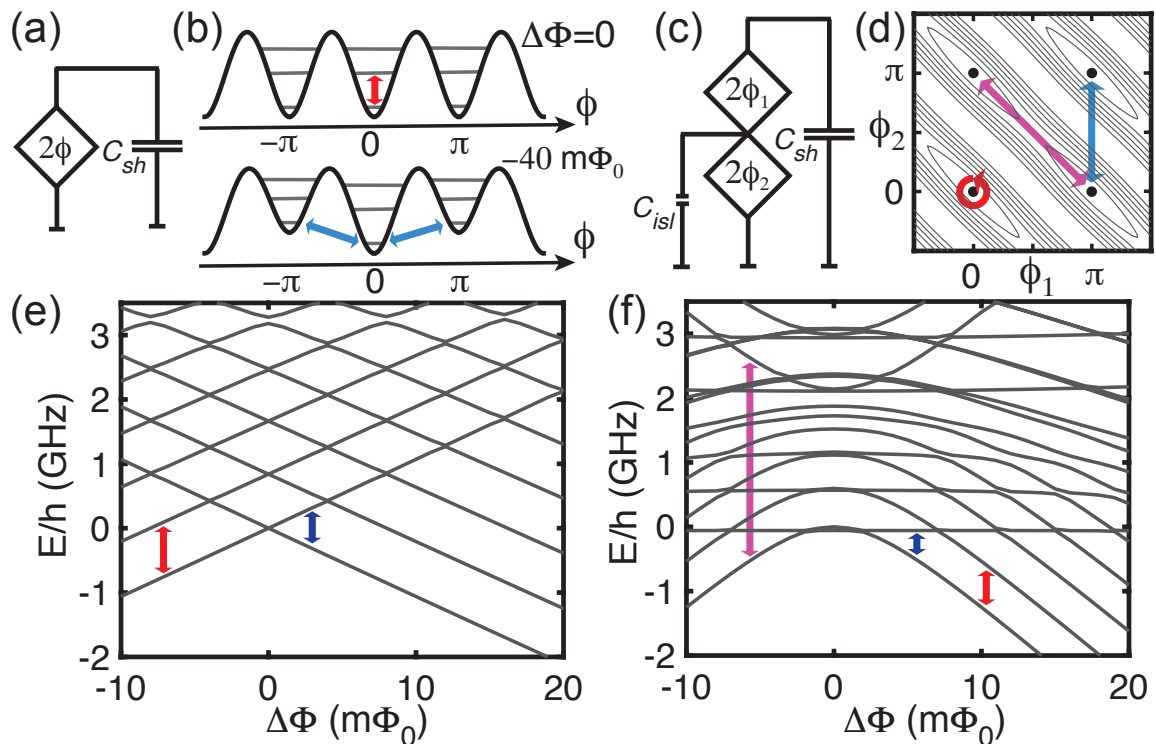 (a)
2ϕ
C_sh
(b)
ΔΦ=0
ϕ
−π 0 π
−40 mΦ₀
ϕ
−π 0 π
(c)
2ϕ₁
2ϕ₂
C_sh
C_isl
(d)
π
ϕ₂
0
0 ϕ₁ π
(e)
E/h (GHz)
3
2
1
0
-1
-2
-10 0 10 20
ΔΦ (mΦ₀)
(f)
E/h (GHz)
3
2
1
0
-1
-2
-10 0 10 20
ΔΦ (mΦ₀)